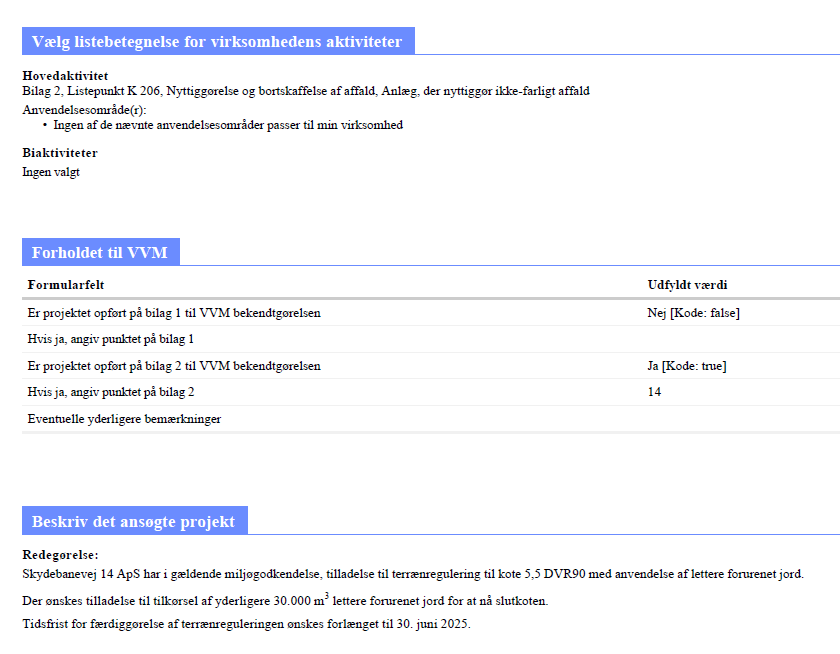 Vælg listebetegnelse for virksomhedens aktiviteter
Hovedaktivitet
Bilag 2, Listepunkt K 206, Nyttiggørelse og bortskaffelse af affald, Anlæg, der nyttiggør ikke-farligt affald
Anvendelsesområde(r):
• Ingen af de nævnte anvendelsesområder passer til min virksomhed
Biaktiviteter
Ingen valgt
Forholdet til VVM
Formularfelt Udfyldt værdi
Er projektet opført på bilag 1 til VVM bekendtgørelsen Nej [Kode: false]
Hvis ja, angiv punktet på bilag 1
Er projektet opført på bilag 2 til VVM bekendtgørelsen Ja [Kode: true]
Hvis ja, angiv punktet på bilag 2 14
Eventuelle yderligere bemærkninger
Beskriv det ansøgte projekt
Redegørelse:
Skydebanevej 14 ApS har i gældende miljøgodkendelse, tilladelse til terrænregulering til kote 5,5 DVR90 med anvendelse af lettere forurenet jord.
Der ønskes tilladelse til tilkørsel af yderligere 30.000 m³ lettere forurenet jord for at nå slutkoten.
Tidsfrist for færdiggørelse af terrænreguleringen ønskes forlænget til 30. juni 2025.